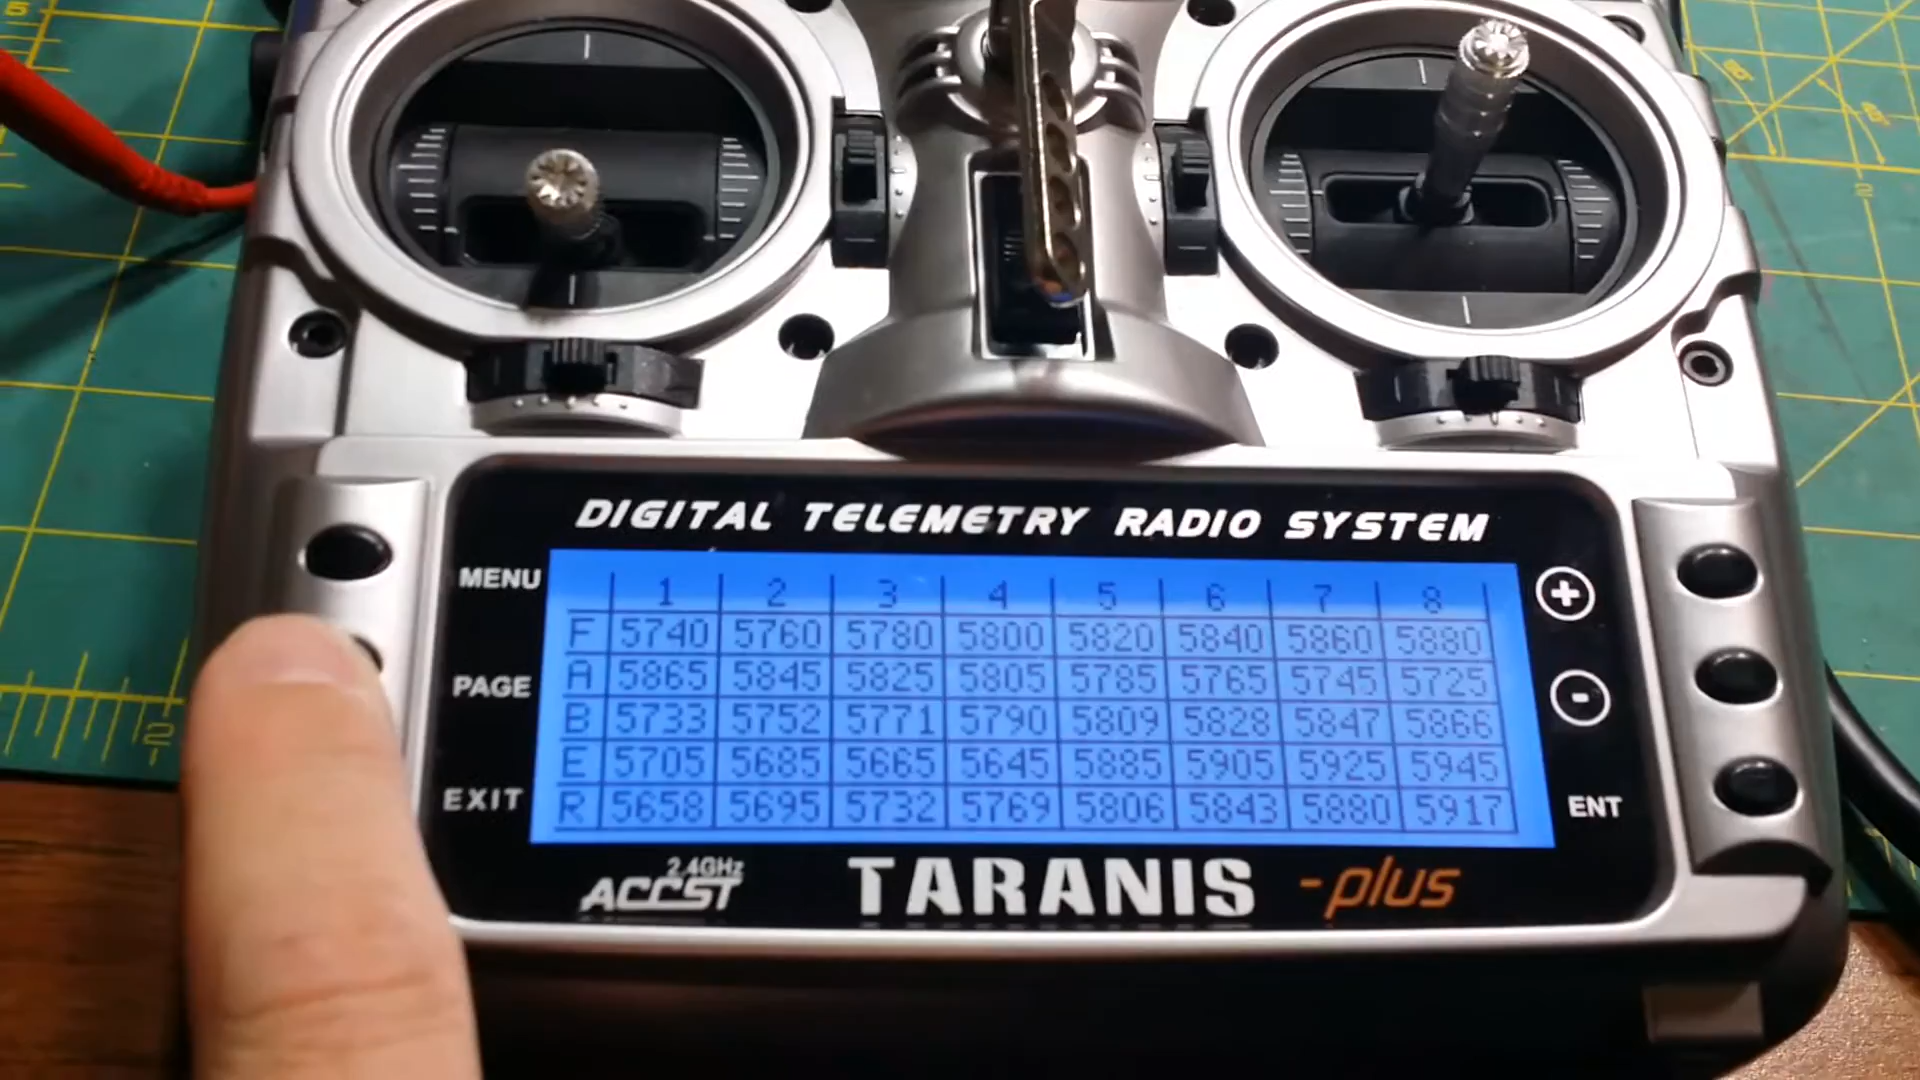 DIGITAL TELEMETRY RADIO SYSTEM
MENU
PAGE
EXIT
1 2 3 4 5 6 7 8
F 5740 5760 5780 5800 5820 5840 5860 5880
A 5865 5845 5825 5805 5785 5765 5745 5725
B 5733 5752 5771 5790 5809 5828 5847 5866
E 5705 5685 5665 5645 5885 5905 5925 5945
R 5658 5695 5732 5769 5806 5843 5880 5917
+
-
ENT
2.4GHz
ACCST
TARANIS -plus
2
2